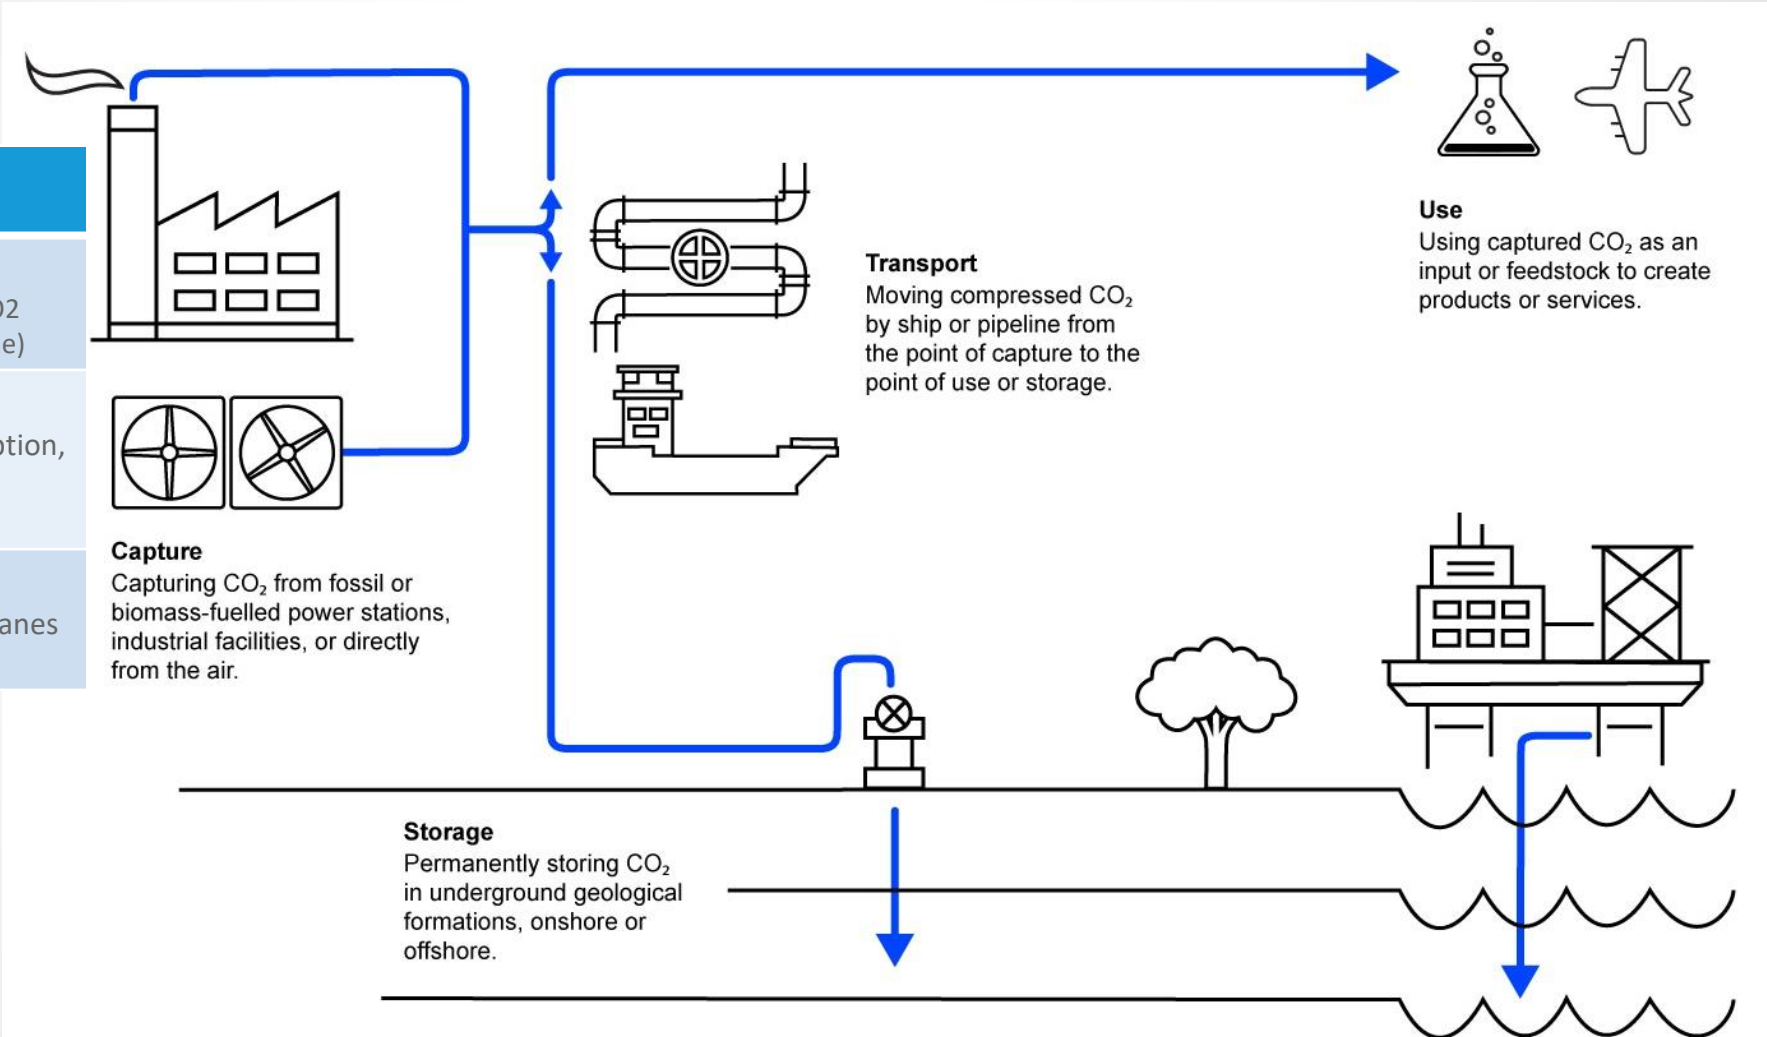 O2
e)
ption,
anes
Capture
Capturing CO₂ from fossil or
biomass-fuelled power stations,
industrial facilities, or directly
from the air.
Transport
Moving compressed CO₂
by ship or pipeline from
the point of capture to the
point of use or storage.
Use
Using captured CO₂ as an
input or feedstock to create
products or services.
Storage
Permanently storing CO₂
in underground geological
formations, onshore or
offshore.